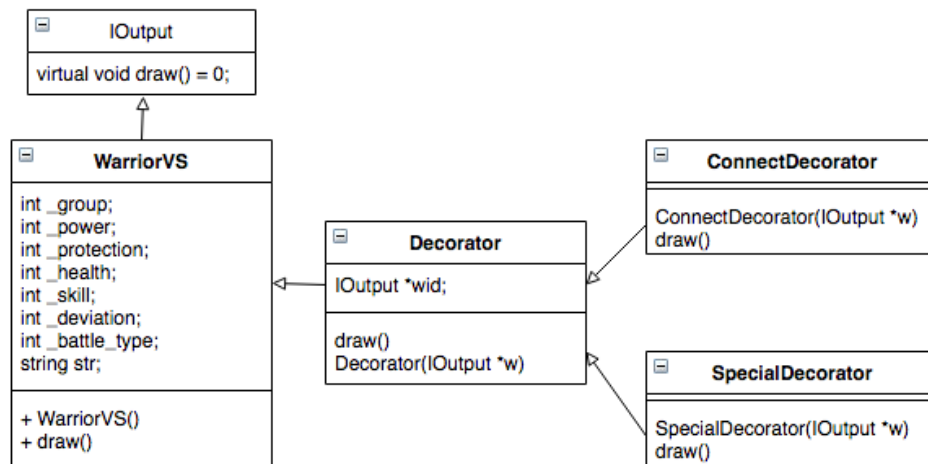 IOutput
virtual void draw() = 0;
WarriorVS
int _group;
int _power;
int _protection;
int _health;
int _skill;
int _deviation;
int _battle_type;
string str;
+ WarriorVS()
+ draw()
Decorator
IOutput *wid;
draw()
Decorator(IOutput *w)
ConnectDecorator
ConnectDecorator(IOutput *w)
draw()
SpecialDecorator
SpecialDecorator(IOutput *w)
draw()